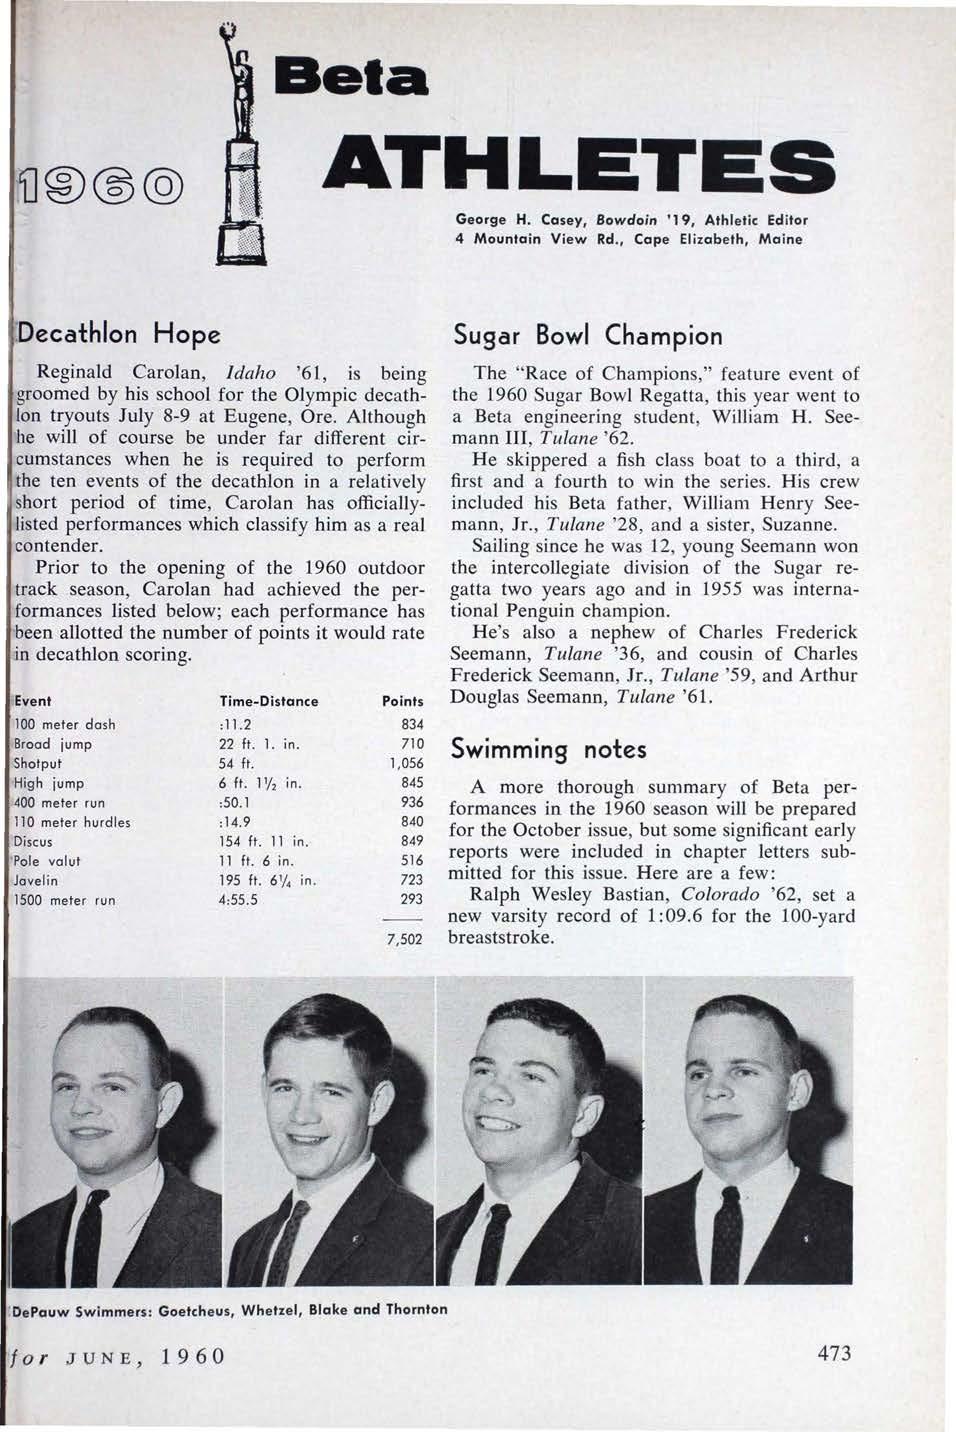 1960
Beta
ATHLETES
George H. Casey, Bowdoin '19, Athletic Editor
4 Mountain View Rd., Cape Elizabeth, Maine
Decathlon Hope
Reginald Carolan, Idaho '61, is being
groomed by his school for the Olympic decath-
lon tryouts July 8-9 at Eugene, Ore. Although
he will of course be under far different cir-
cumstances when he is required to perform
the ten events of the decathlon in a relatively
short period of time, Carolan has officially-
listed performances which classify him as a real
contender.
Prior to the opening of the 1960 outdoor
track season, Carolan had achieved the per-
formances listed below; each performance has
been allotted the number of points it would rate
in decathlon scoring.
Event Time-Distance Points
100 meter dash :11.2 834
Broad jump 22 ft. 1. in. 710
Shotput 54 ft. 1,056
High jump 6 ft. 1½ in. 845
400 meter run :50.1 936
110 meter hurdles :14.9 840
Discus 154 ft. 11 in. 849
Pole valut 11 ft. 6 in. 516
Javelin 195 ft. 6¼ in. 723
1500 meter run 4:55.5 293
7,502
Sugar Bowl Champion
The "Race of Champions," feature event of
the 1960 Sugar Bowl Regatta, this year went to
a Beta engineering student, William H. See-
mann III, Tulane '62.
He skippered a fish class boat to a third, a
first and a fourth to win the series. His crew
included his Beta father, William Henry See-
mann, Jr., Tulane '28, and a sister, Suzanne.
Sailing since he was 12, young Seemann won
the intercollegiate division of the Sugar re-
gatta two years ago and in 1955 was interna-
tional Penguin champion.
He's also a nephew of Charles Frederick
Seemann, Tulane '36, and cousin of Charles
Frederick Seemann, Jr., Tulane '59, and Arthur
Douglas Seemann, Tulane '61.
Swimming notes
A more thorough summary of Beta per-
formances in the 1960 season will be prepared
for the October issue, but some significant early
reports were included in chapter letters sub-
mitted for this issue. Here are a few:
Ralph Wesley Bastian, Colorado '62, set a
new varsity record of 1:09.6 for the 100-yard
breaststroke.
DePauw Swimmers: Goetcheus, Whetzel, Blake and Thornton
for JUNE, 1960
473